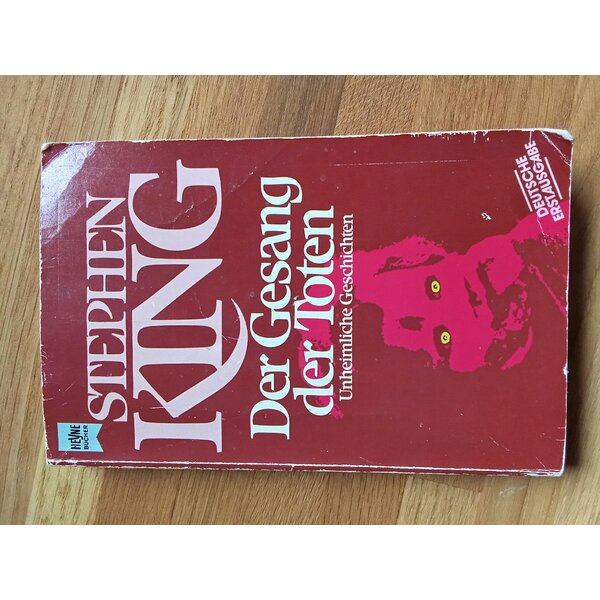 HEYNE
BÜCHER
STEPHEN
KING
Der Gesang
der Toten
Unheimliche Geschichten
DEUTSCHE
ERSTAUSGABE